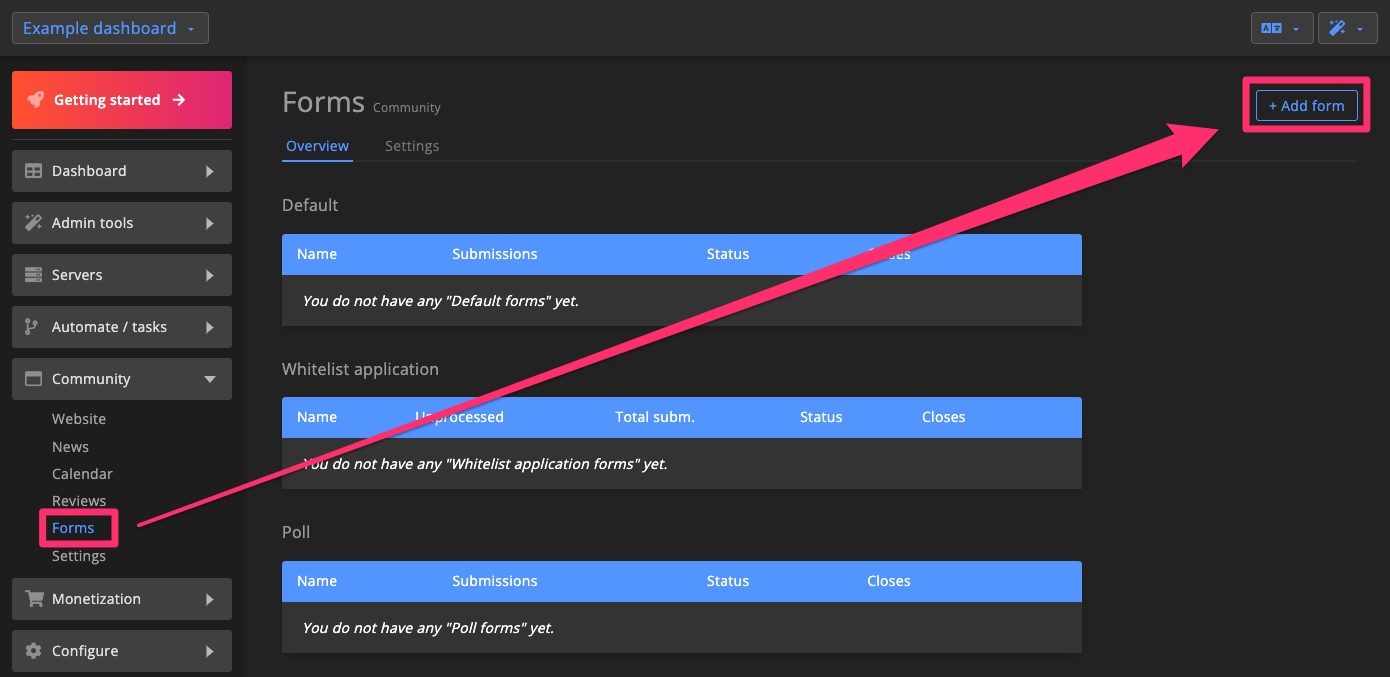 Example dashboard
Getting started
Dashboard
Admin tools
Servers
Automate / tasks
Community
Website
News
Calendar
Reviews
Forms
Settings
Monetization
Configure
Forms Community
+ Add form
Overview Settings
Default
Name Submissions Status Closes
You do not have any "Default forms" yet.
Whitelist application
Name Unprocessed Total subm. Status Closes
You do not have any "Whitelist application forms" yet.
Poll
Name Submissions Status Closes
You do not have any "Poll forms" yet.